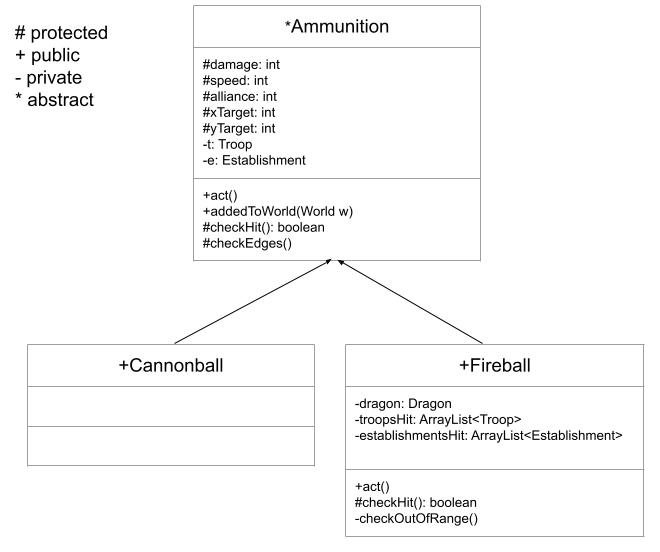 # protected
+ public
- private
* abstract
*Ammunition
#damage: int
#speed: int
#alliance: int
#xTarget: int
#yTarget: int
-t: Troop
-e: Establishment
+act()
+addedToWorld(World w)
#checkHit(): boolean
#checkEdges()
+Cannonball
+Fireball
-dragon: Dragon
-troopsHit: ArrayList<Troop>
-establishmentsHit: ArrayList<Establishment>
+act()
#checkHit(): boolean
-checkOutOfRange()